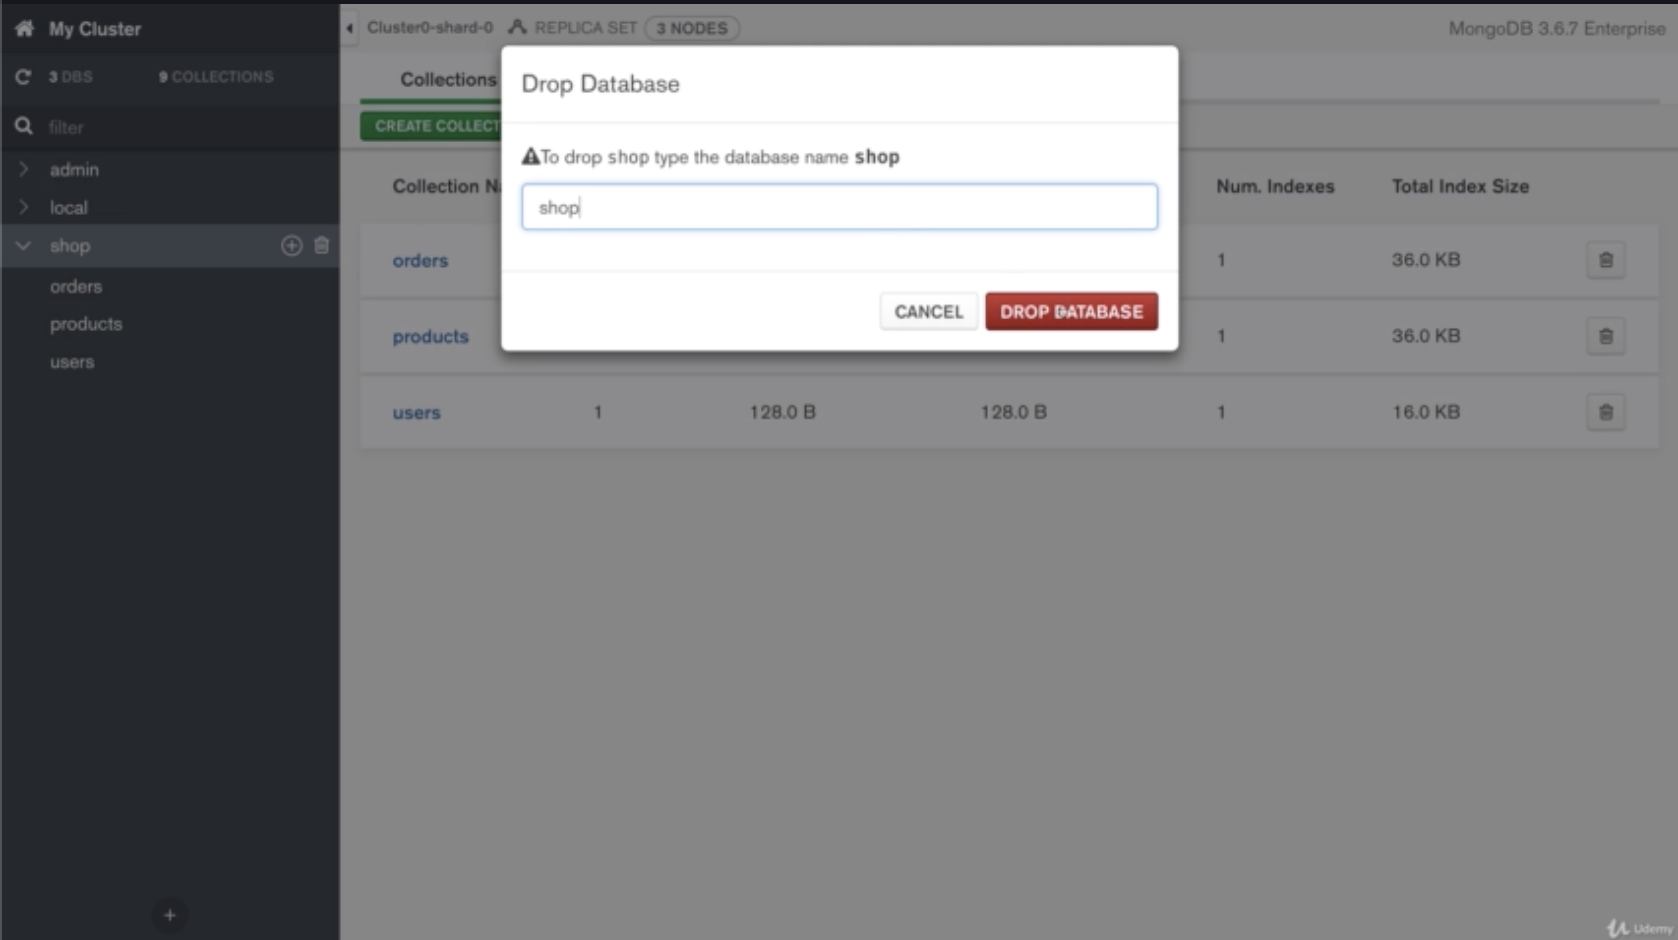 My Cluster
3 DBS 9 COLLECTIONS
filter
admin
local
shop
orders
products
users
Cluster0-shard-0 REPLICA SET 3 NODES MongoDB 3.6.7 Enterprise
Collections
CREATE COLLECT
Collection Na Num. Indexes Total Index Size
orders 1 36.0 KB
products 1 36.0 KB
users 1 128.0 B 128.0 B 1 16.0 KB
Drop Database
To drop shop type the database name shop
shop
CANCEL DROP DATABASE
Udemy